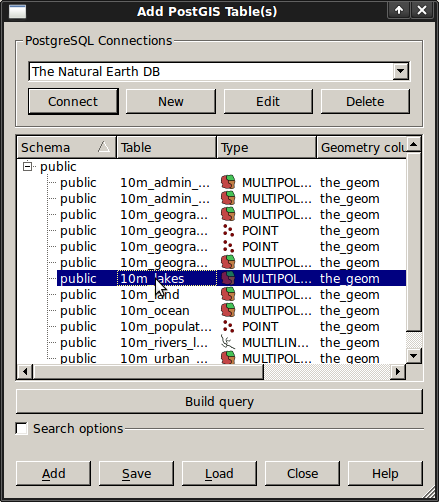 Add PostGIS Table(s)
PostgreSQL Connections
The Natural Earth DB
Connect New Edit Delete
Schema Table Type Geometry colu
public
public 10m_admin_... MULTIPOL... the_geom
public 10m_admin_... MULTIPOL... the_geom
public 10m_geogra... MULTIPOL... the_geom
public 10m_geogra... POINT the_geom
public 10m_geogra... POINT the_geom
public 10m_geogra... MULTIPOL... the_geom
public 10m_lakes MULTIPOL... the_geom
public 10m_land MULTIPOL... the_geom
public 10m_ocean MULTIPOL... the_geom
public 10m_populat... POINT the_geom
public 10m_rivers_l... MULTILIN... the_geom
public 10m_urban_... MULTIPOL... the_geom
Build query
Search options
Add Save Load Close Help